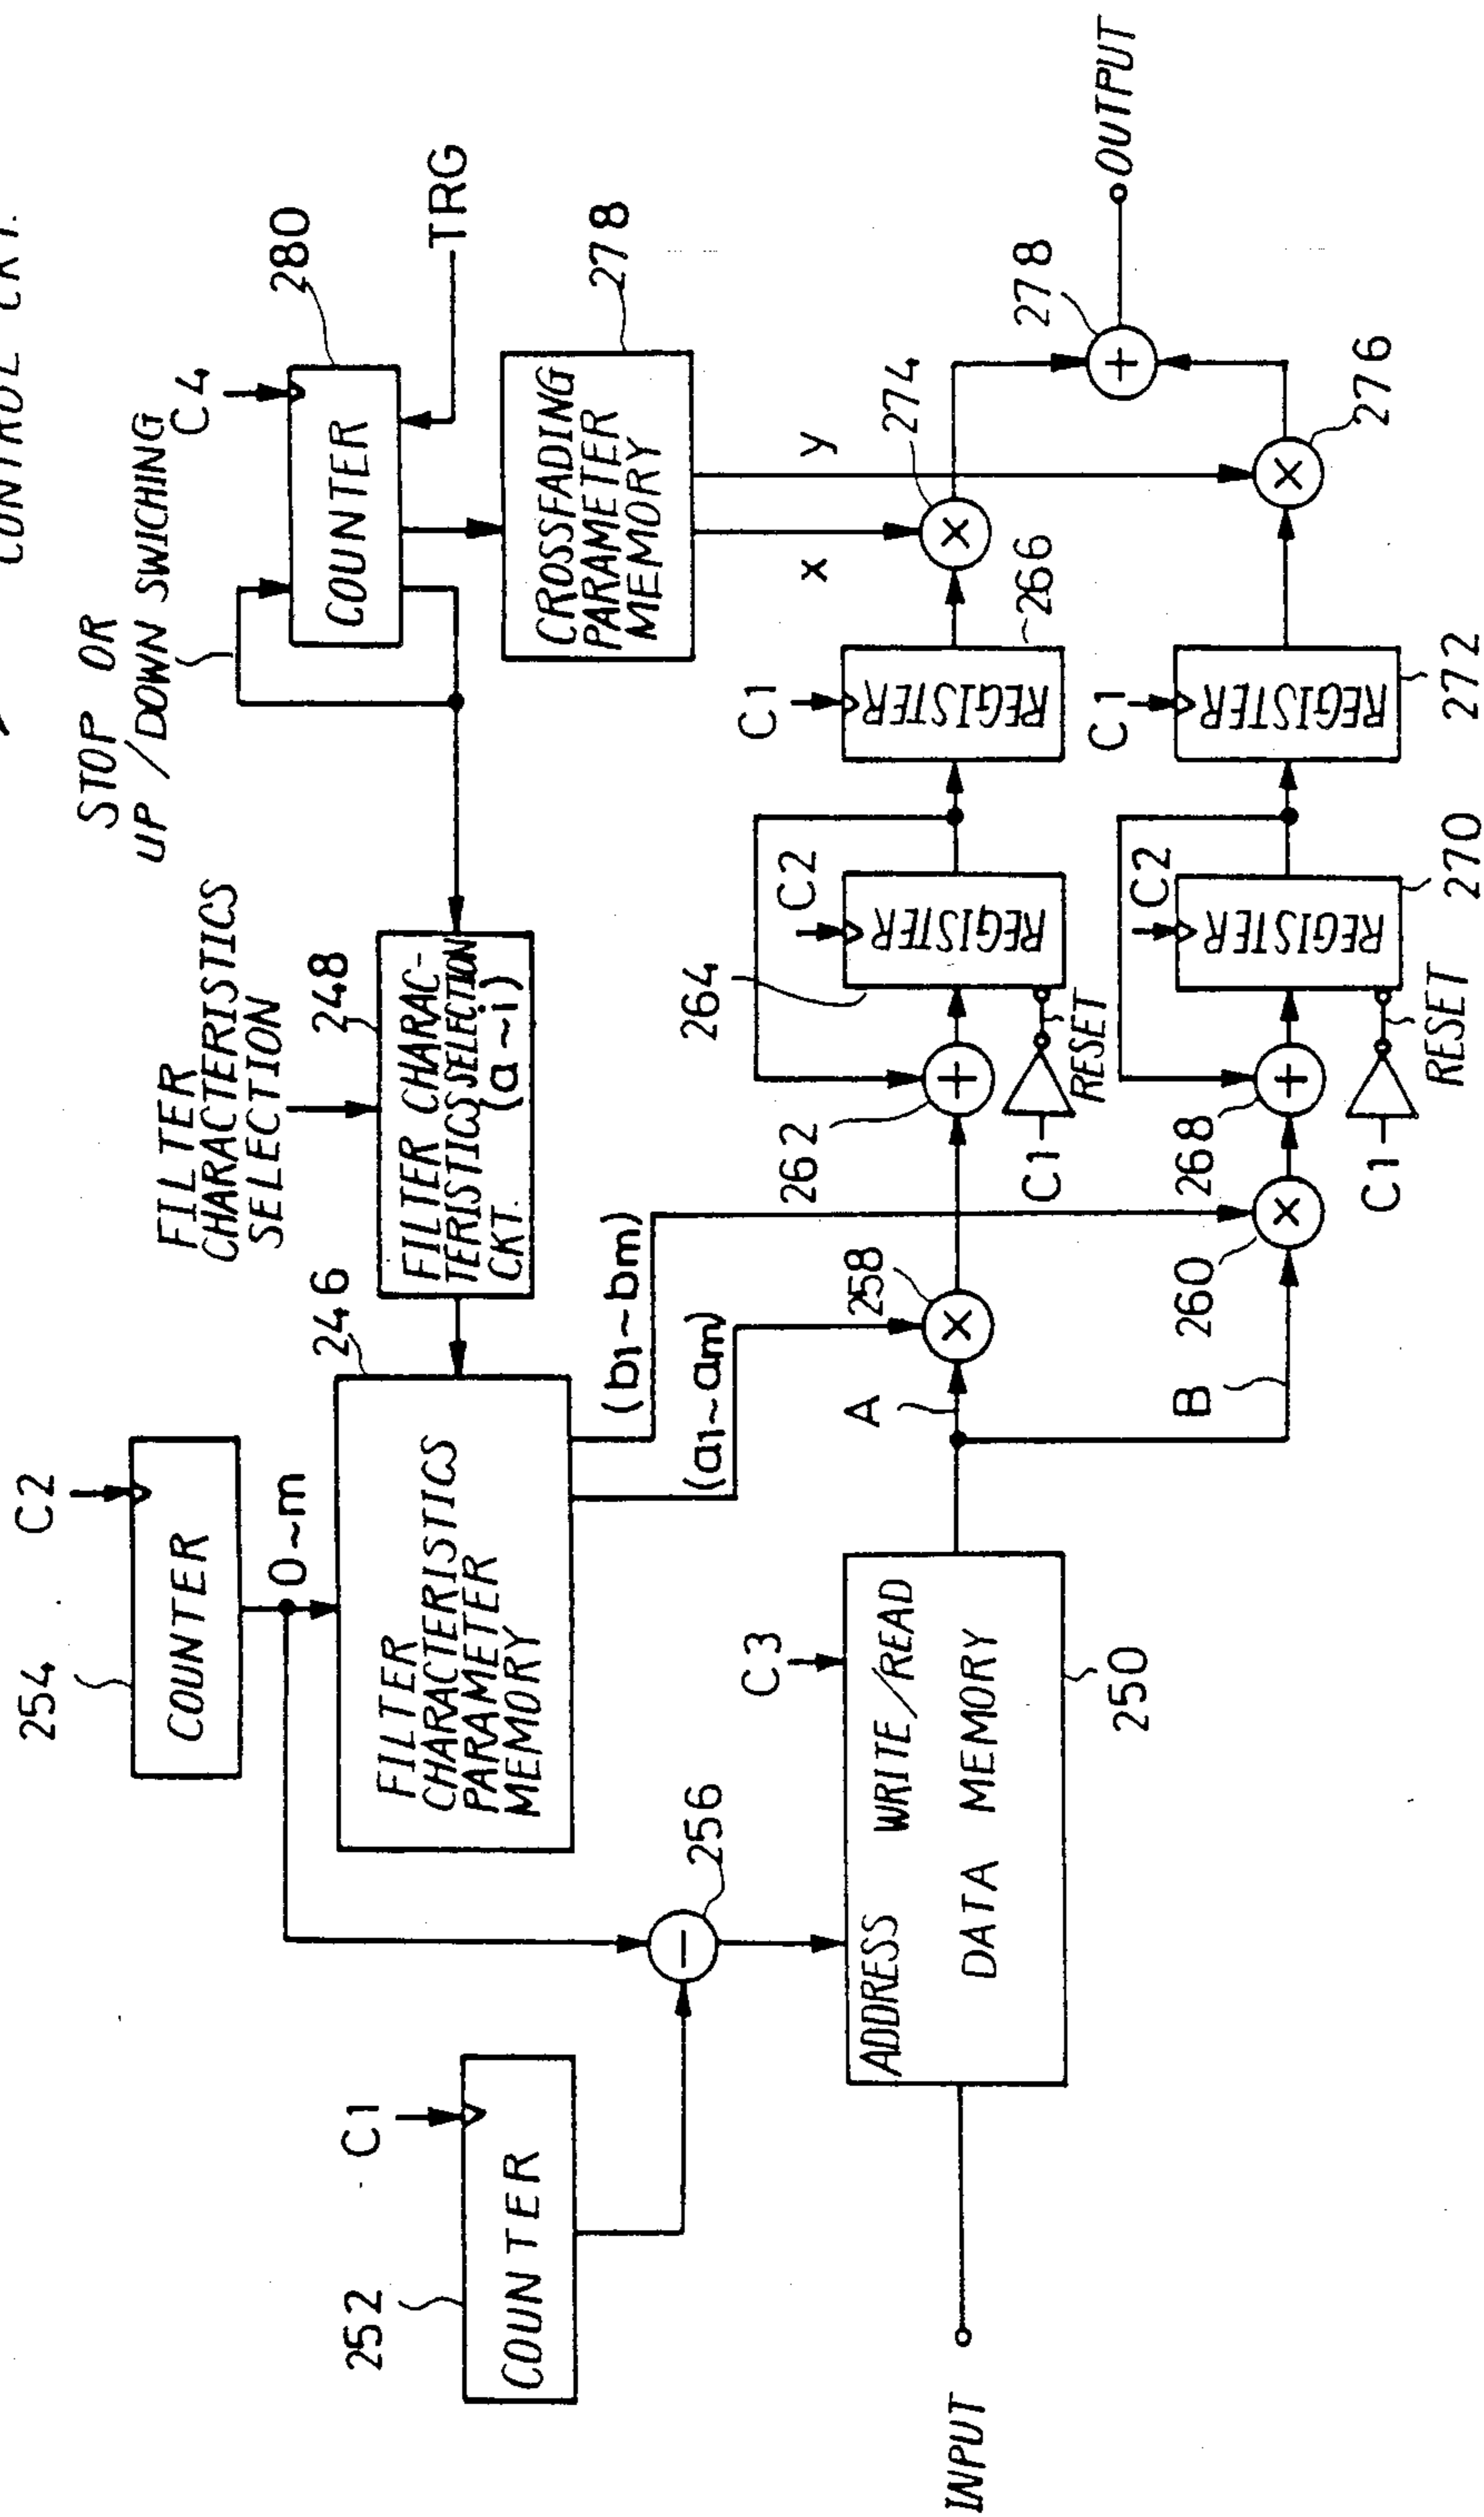 CONTROL CKT.
STOP OR
UP/DOWN SWICHING
C4
280
COUNTER
TRG
CROSSFADING
PARAMETER
MEMORY
278
FILTER
CHARACTERISTICS
SELECTION
248
FILTER CHARAC-
TERISTICS SELECTION
CKT.
(a~i)
C2
254
COUNTER
0~m
246
FILTER
CHARACTERISTICS
PARAMETER
MEMORY
(b1~bm)
(a1~am)
252
C1
COUNTER
256
INPUT
C3
ADDRESS
WRITE/READ
DATA MEMORY
250
A
B
258
260
262
264
C2
REGISTER
C1
RESET
C1
REGISTER
266
x
y
274
268
C2
REGISTER
270
C1
RESET
C1
REGISTER
272
276
278
OUTPUT